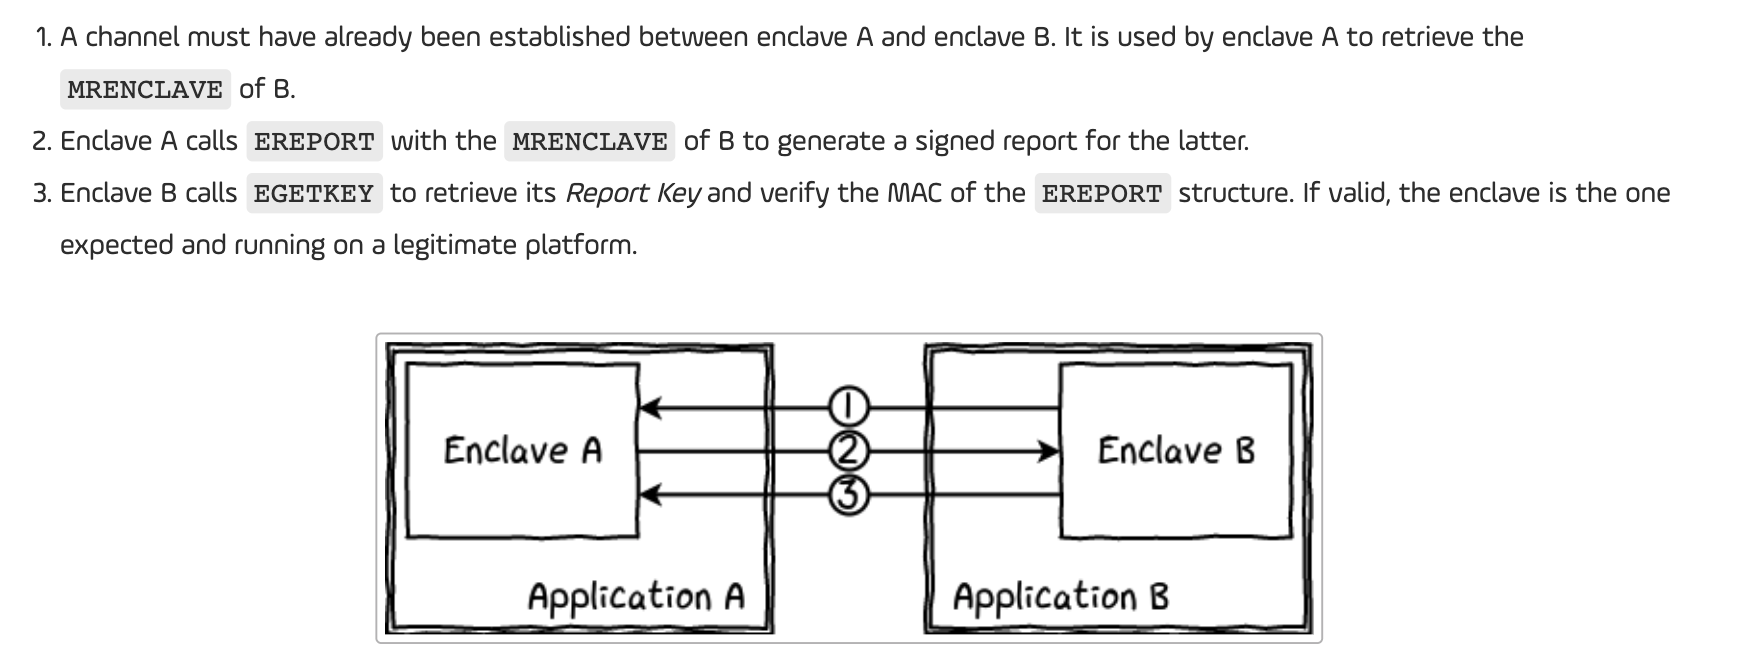 1. A channel must have already been established between enclave A and enclave B. It is used by enclave A to retrieve the
MRENCLAVE of B.
2. Enclave A calls EREPORT with the MRENCLAVE of B to generate a signed report for the latter.
3. Enclave B calls EGETKEY to retrieve its Report Key and verify the MAC of the EREPORT structure. If valid, the enclave is the one
expected and running on a legitimate platform.
1
Enclave A
2
Enclave B
3
Application A
Application B